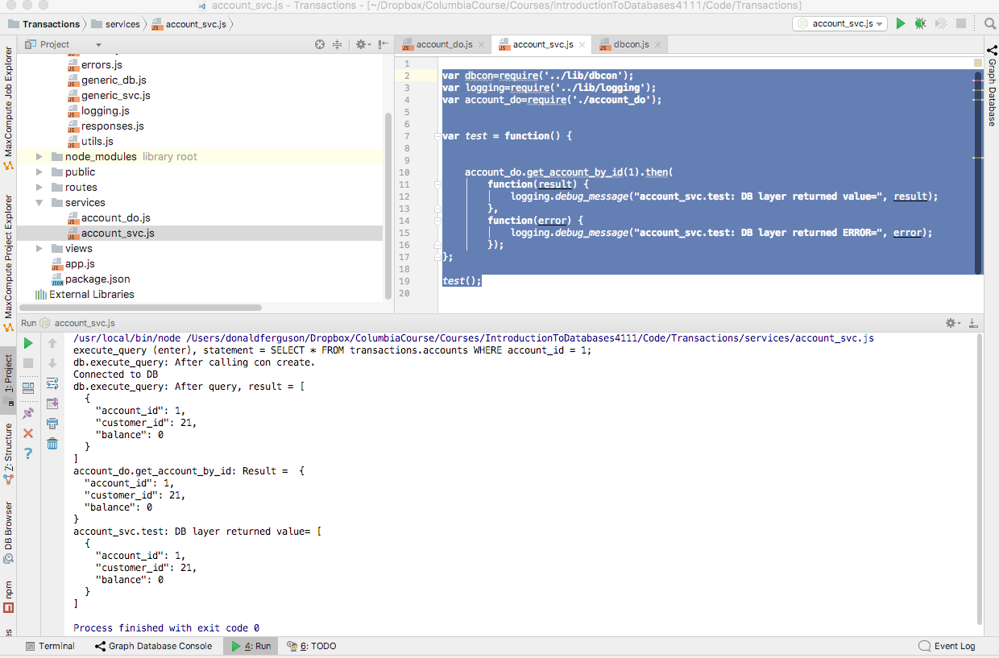 account_svc.js - Transactions - [~/Dropbox/ColumbiaCourse/Courses/IntroductionToDatabases4111/Code/Transactions]
Transactions services account_svc.js account_svc.js
Project account_do.js account_svc.js dbcon.js
MaxCompute Job Explorer
MaxCompute Project Explorer
1: Project
Z: Structure
DB Browser
npm
es
errors.js
generic_db.js
generic_svc.js
logging.js
responses.js
utils.js
node_modules library root
public
routes
services
account_do.js
account_svc.js
views
app.js
package.json
External Libraries
1
2 var dbcon=require('../lib/dbcon');
3 var logging=require('../lib/logging');
4 var account_do=require('./account_do');
5
6
7 var test = function() {
8
9
10 account_do.get_account_by_id(1).then(
11 function(result) {
12 logging.debug_message("account_svc.test: DB layer returned value=", result);
13 },
14 function(error) {
15 logging.debug_message("account_svc.test: DB layer returned ERROR=", error);
16 });
17 };
18
19 test();
20
Graph Database
Run account_svc.js
/usr/local/bin/node /Users/donaldferguson/Dropbox/ColumbiaCourse/Courses/IntroductionToDatabases4111/Code/Transactions/services/account_svc.js
execute_query (enter), statement = SELECT * FROM transactions.accounts WHERE account_id = 1;
db.execute_query: After calling con create.
Connected to DB
db.execute_query: After query, result = [
{
"account_id": 1,
"customer_id": 21,
"balance": 0
}
]
account_do.get_account_by_id: Result =  {
"account_id": 1,
"customer_id": 21,
"balance": 0
}
account_svc.test: DB layer returned value= [
{
"account_id": 1,
"customer_id": 21,
"balance": 0
}
]
Process finished with exit code 0
Terminal Graph Database Console 4: Run 6: TODO Event Log